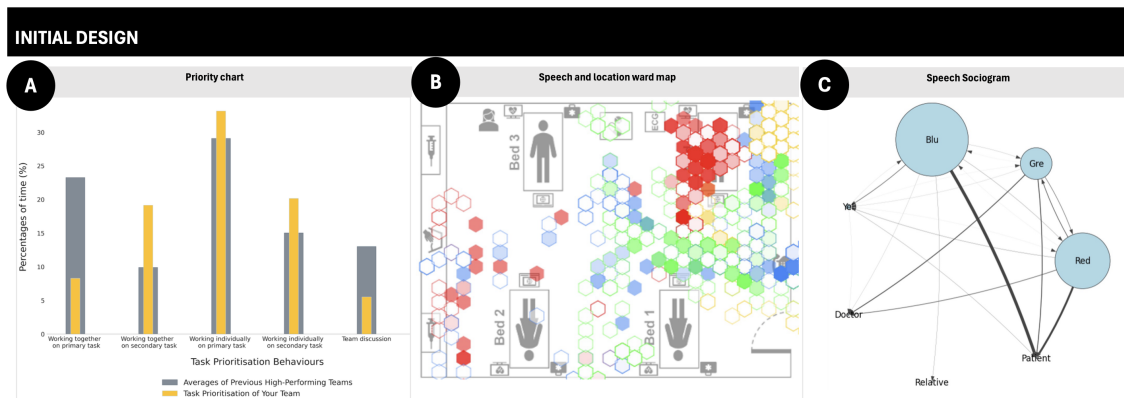 INITIAL DESIGN
A
Priority chart
B
Speech and location ward map
C
Speech Sociogram
Percentages of time (%)
30
25
20
15
10
5
0
Working together
on primary task
Working together
on secondary task
Working individually
on primary task
Working individually
on secondary task
Team discussion
Task Prioritisation Behaviours
Averages of Previous High-Performing Teams
Task Prioritisation of Your Team
Bed 3
ECG
Bed 2
Bed 1
Blu
Gre
Red
Doctor
Patient
Relative